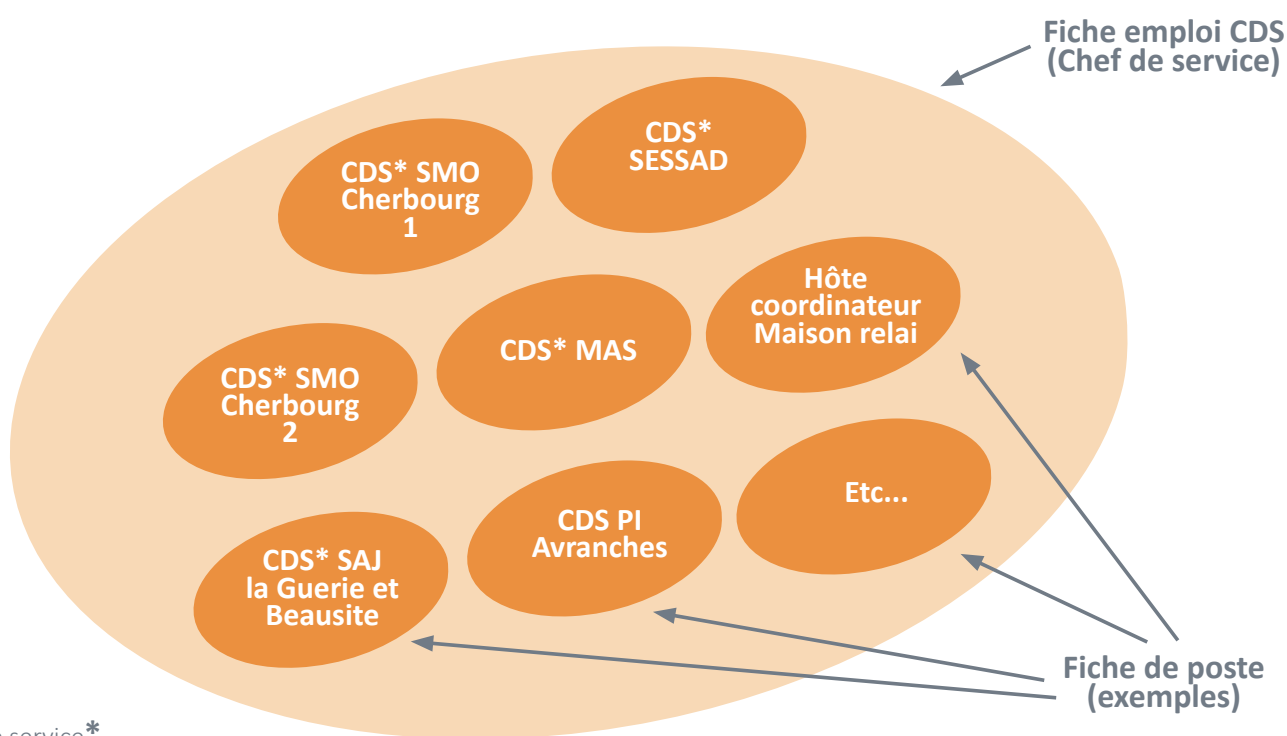 Fiche emploi CDS
(Chef de service)
CDS*
SESSAD
CDS* SMO
Cherbourg
1
Hôte
coordinateur
Maison relai
CDS* MAS
CDS* SMO
Cherbourg
2
Etc...
CDS PI
Avranches
CDS* SAJ
la Guerie et
Beausite
Fiche de poste
(exemples)
service*